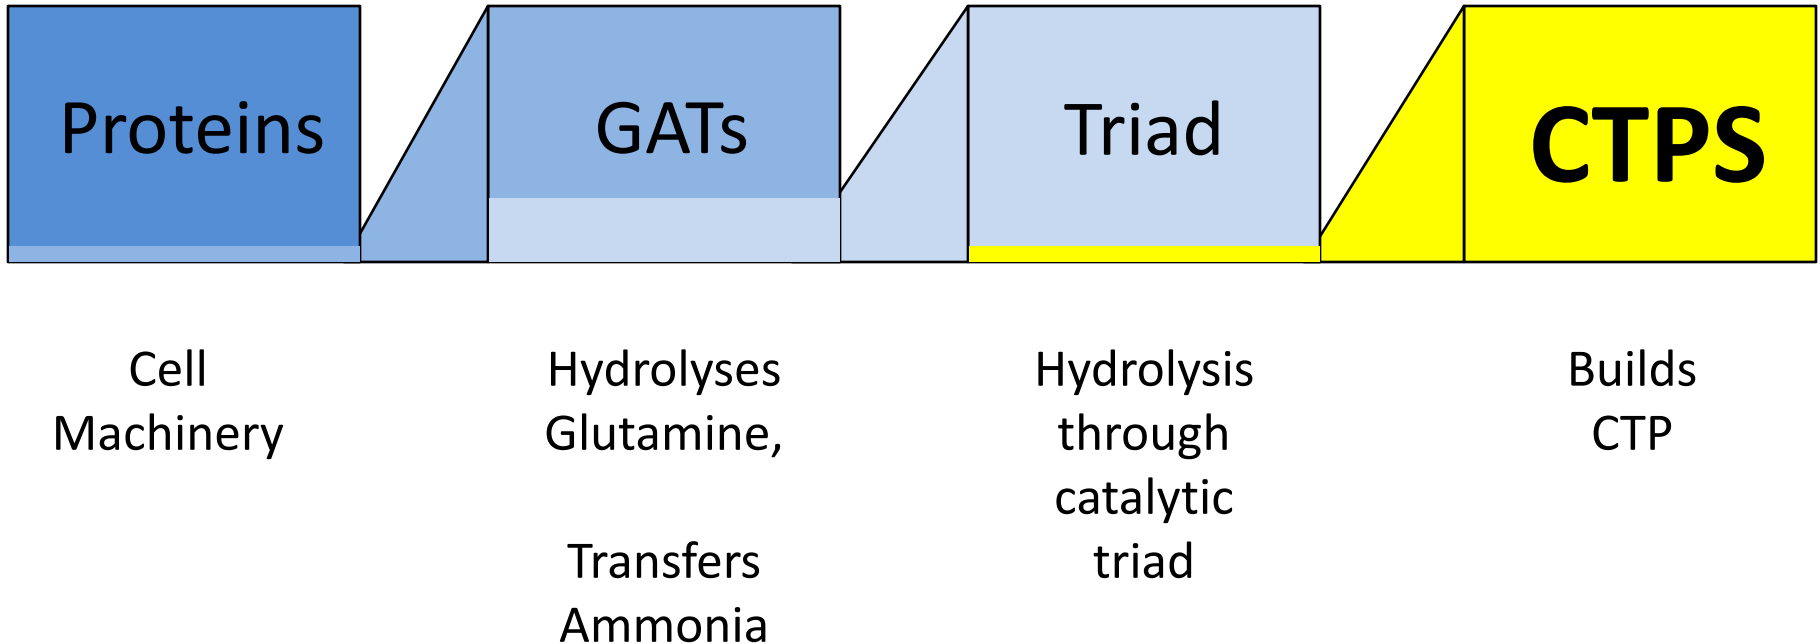 Proteins
GATs
Triad
CTPS
Cell
Machinery
Hydrolyses
Glutamine,
Transfers
Ammonia
Hydrolysis
through
catalytic
triad
Builds
CTP